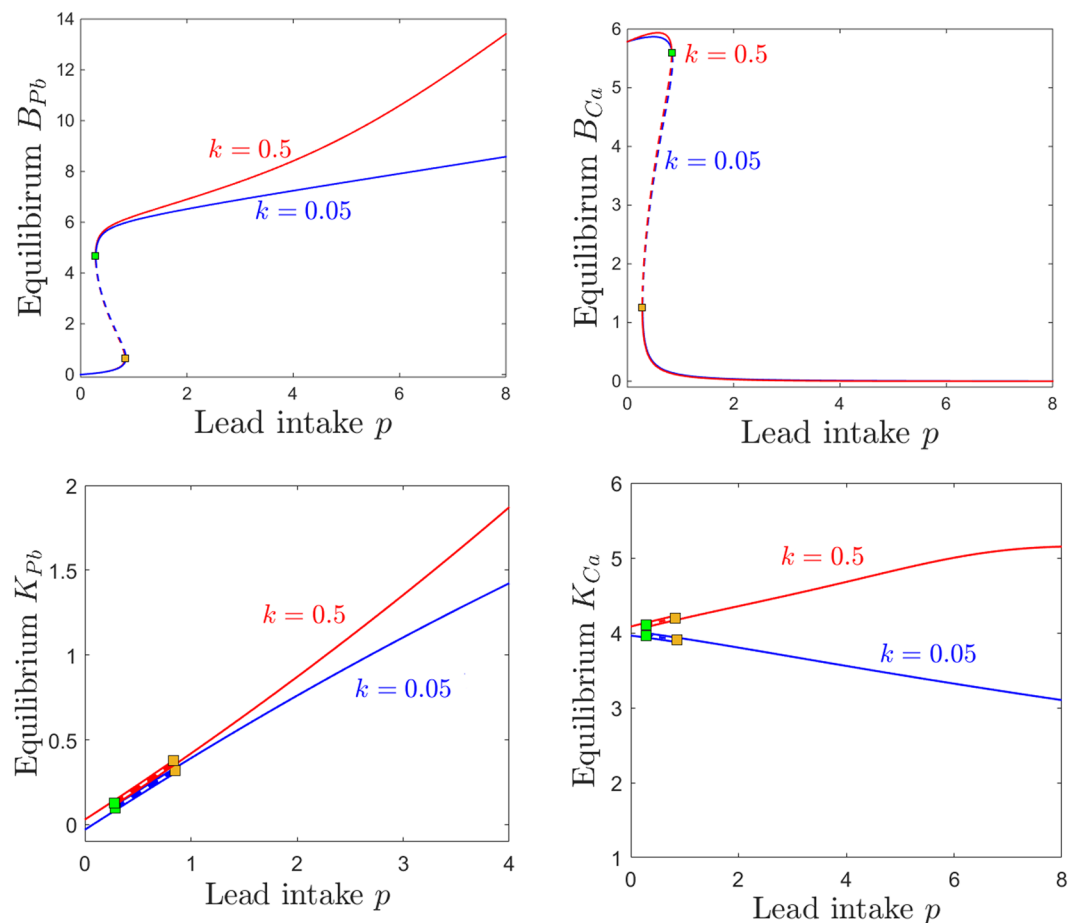 Equilibirum B_{Pb}
14
12
10
8
6
4
2
0
k = 0.5
k = 0.05
0 2 4 6 8
Lead intake p
Equilibirum B_{Ca}
6
5
4
3
2
1
0
k = 0.5
k = 0.05
0 2 4 6 8
Lead intake p
Equilibrium K_{Pb}
2
1.5
1
0.5
0
k = 0.5
k = 0.05
0 1 2 3 4
Lead intake p
Equilibrium K_{Ca}
6
5
4
3
2
1
k = 0.5
k = 0.05
0 2 4 6 8
Lead intake p